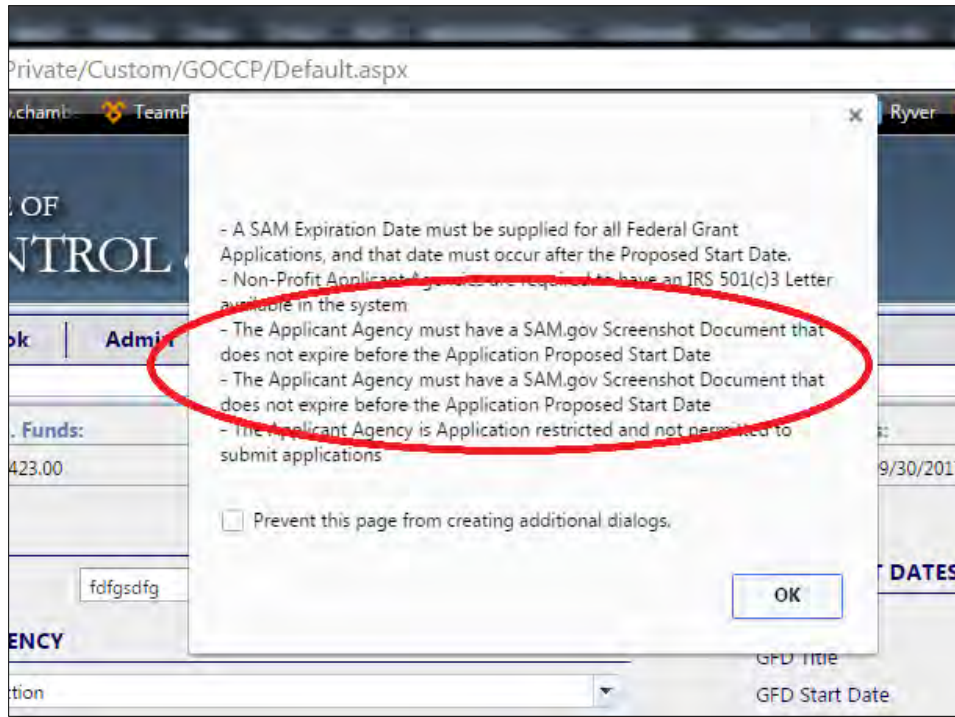 Private/Custom/GOCCP/Default.aspx
TeamP
Ryver
OF
NTROL
ok | Admin
. Funds:
423.00
9/30/201
- A SAM Expiration Date must be supplied for all Federal Grant
Applications, and that date must occur after the Proposed Start Date.
- Non-Profit Applicant Agencies are required to have an IRS 501(c)3 Letter
available in the system
- The Applicant Agency must have a SAM.gov Screenshot Document that
does not expire before the Application Proposed Start Date
- The Applicant Agency must have a SAM.gov Screenshot Document that
does not expire before the Application Proposed Start Date
- The Applicant Agency is Application restricted and not permitted to
submit applications
Prevent this page from creating additional dialogs.
OK
fdfgsdfg
T DATES
ENCY
GFD Title
ction
GFD Start Date